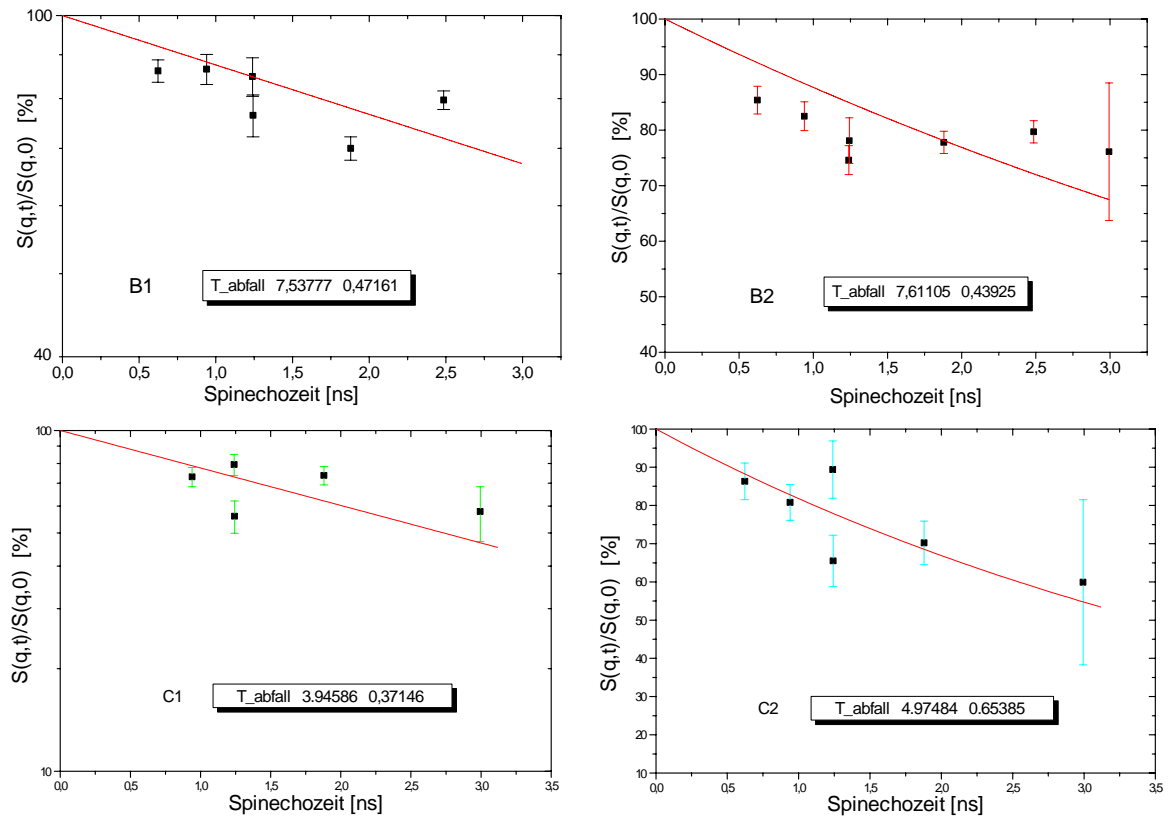 100
40
0,0 0,5 1,0 1,5 2,0 2,5 3,0
Spinechozeit [ns]
S(q,t)/S(q,0) [%]
B1
T_abfall 7,53777 0,47161
100
90
80
70
60
50
40
0,0 0,5 1,0 1,5 2,0 2,5 3,0
Spinechozeit [ns]
S(q,t)/S(q,0) [%]
B2
T_abfall 7,61105 0,43925
100
10
0,0 0,5 1,0 1,5 2,0 2,5 3,0 3,5
Spinechozeit [ns]
S(q,t)/S(q,0) [%]
C1
T_abfall 3.94586 0,37146
100
90
80
70
60
50
40
30
20
10
0,0 0,5 1,0 1,5 2,0 2,5 3,0 3,5
Spinechozeit [ns]
S(q,t)/S(q,0) [%]
C2
T_abfall 4.97484 0.65385